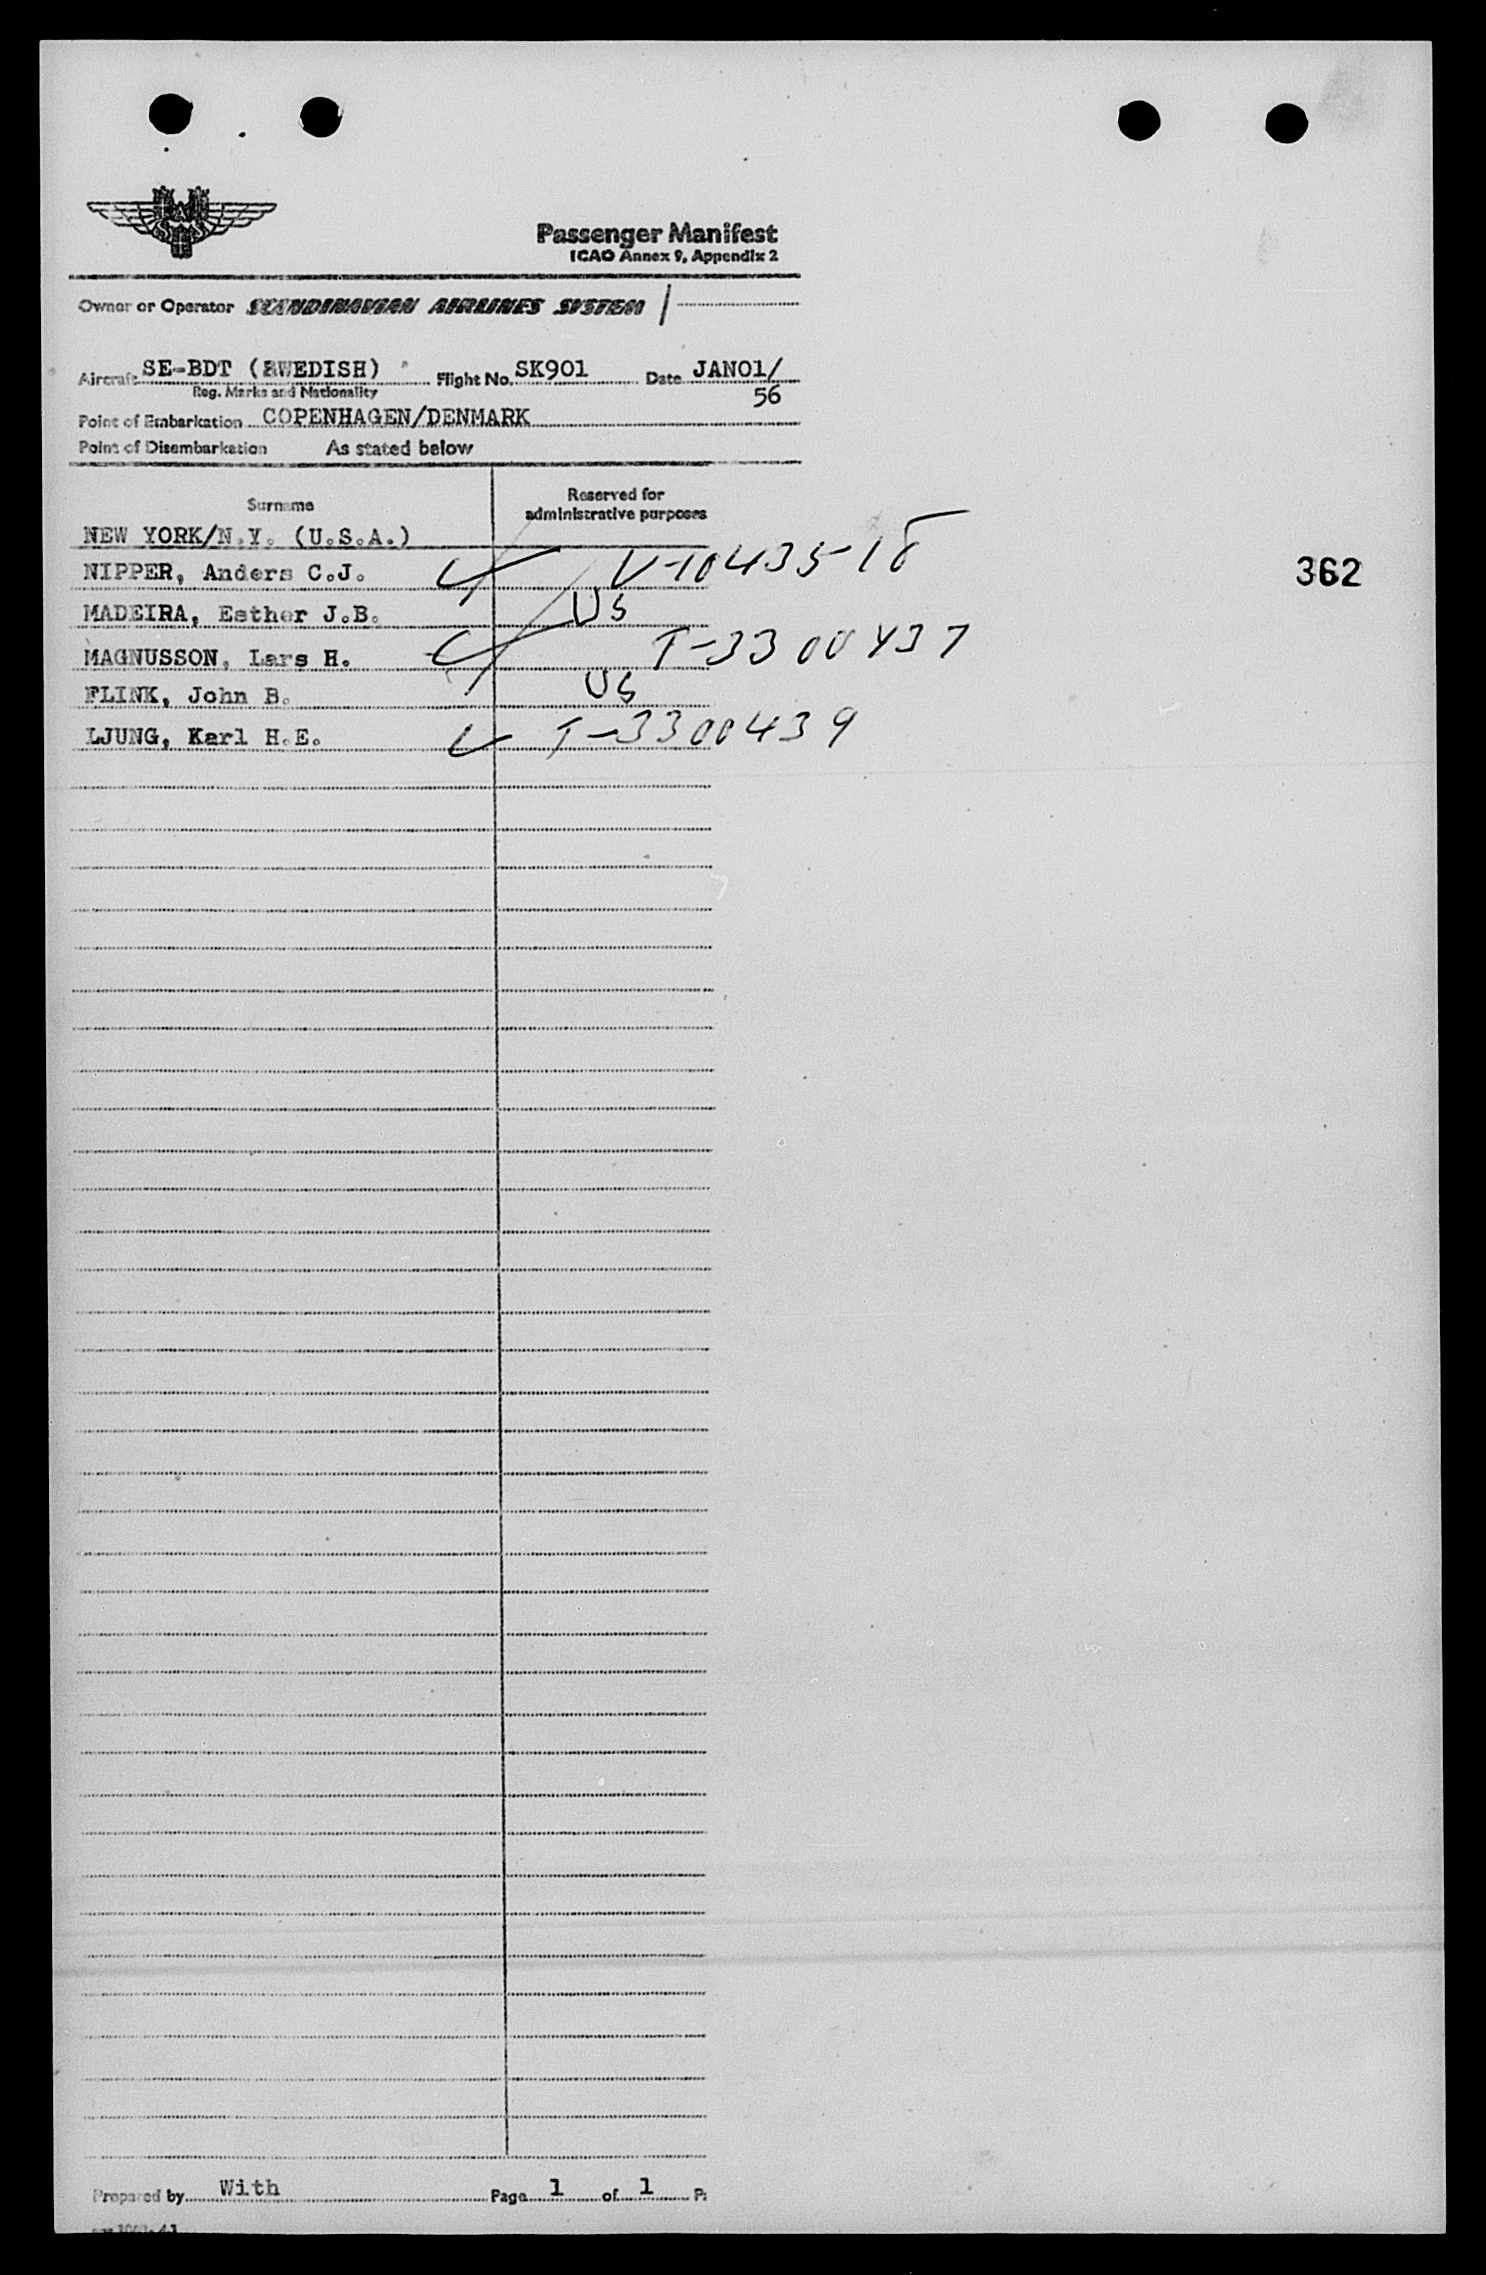 SAS
Passenger Manifest
ICAO Annex 9, Appendix 2
Owner or Operator SCANDINAVIAN AIRLINES SYSTEM /
Aircraft SE-BDT (SWEDISH) Flight No. SK901 Date JAN01/
Reg. Marks and Nationality 56
Point of Embarkation COPENHAGEN/DENMARK
Point of Disembarkation As stated below
Surname Reserved for administrative purposes
NEW YORK/N.Y. (U.S.A.)
NIPPER, Anders C.J. V-10435-18
362
MADEIRA, Esther J.B. US
MAGNUSSON, Lars H. T-3300437
FLINK, John B. US
LJUNG, Karl H.E. T-3300439
Prepared by With Page 1 of 1 P.